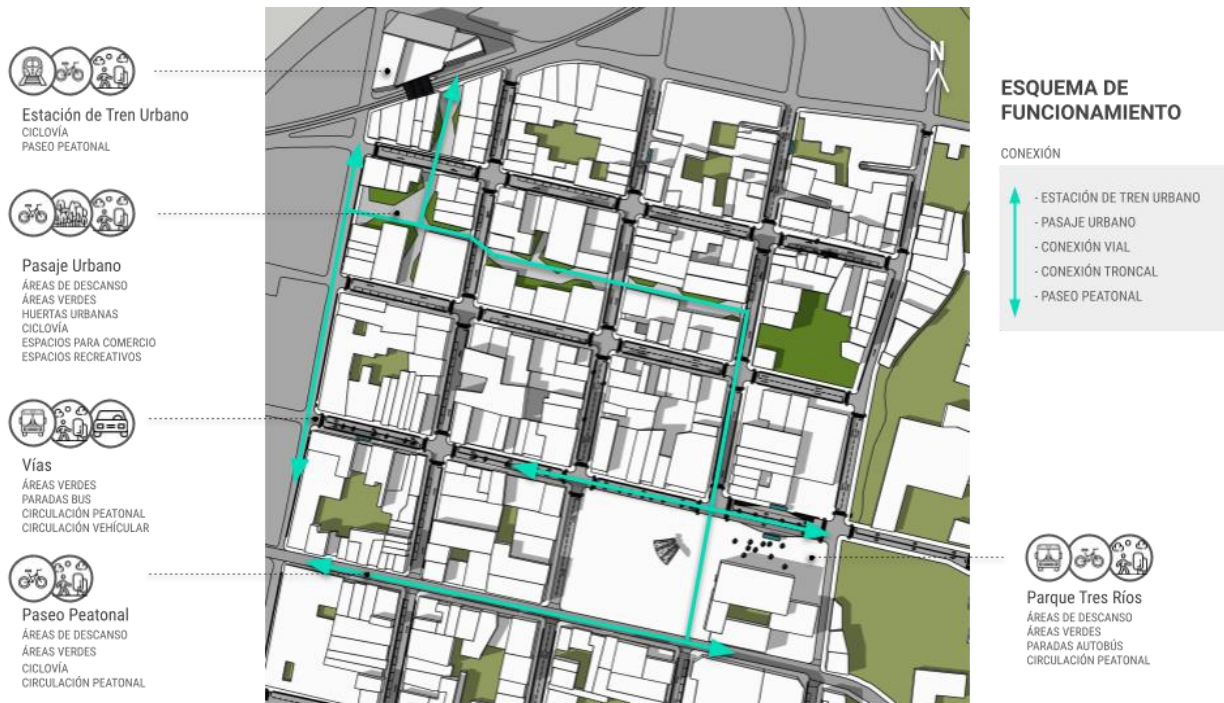 Estación de Tren Urbano
CICLOVÍA
PASEO PEATONAL
Pasaje Urbano
ÁREAS DE DESCANSO
ÁREAS VERDES
HUERTAS URBANAS
CICLOVÍA
ESPACIOS PARA COMERCIO
ESPACIOS RECREATIVOS
Vías
ÁREAS VERDES
PARADAS BUS
CIRCULACIÓN PEATONAL
CIRCULACIÓN VEHÍCULAR
Paseo Peatonal
ÁREAS DE DESCANSO
ÁREAS VERDES
CICLOVÍA
CIRCULACIÓN PEATONAL
N
ESQUEMA DE
FUNCIONAMIENTO
CONEXIÓN
- ESTACIÓN DE TREN URBANO
- PASAJE URBANO
- CONEXIÓN VIAL
- CONEXIÓN TRONCAL
- PASEO PEATONAL
Parque Tres Ríos
ÁREAS DE DESCANSO
ÁREAS VERDES
PARADAS AUTOBÚS
CIRCULACIÓN PEATONAL